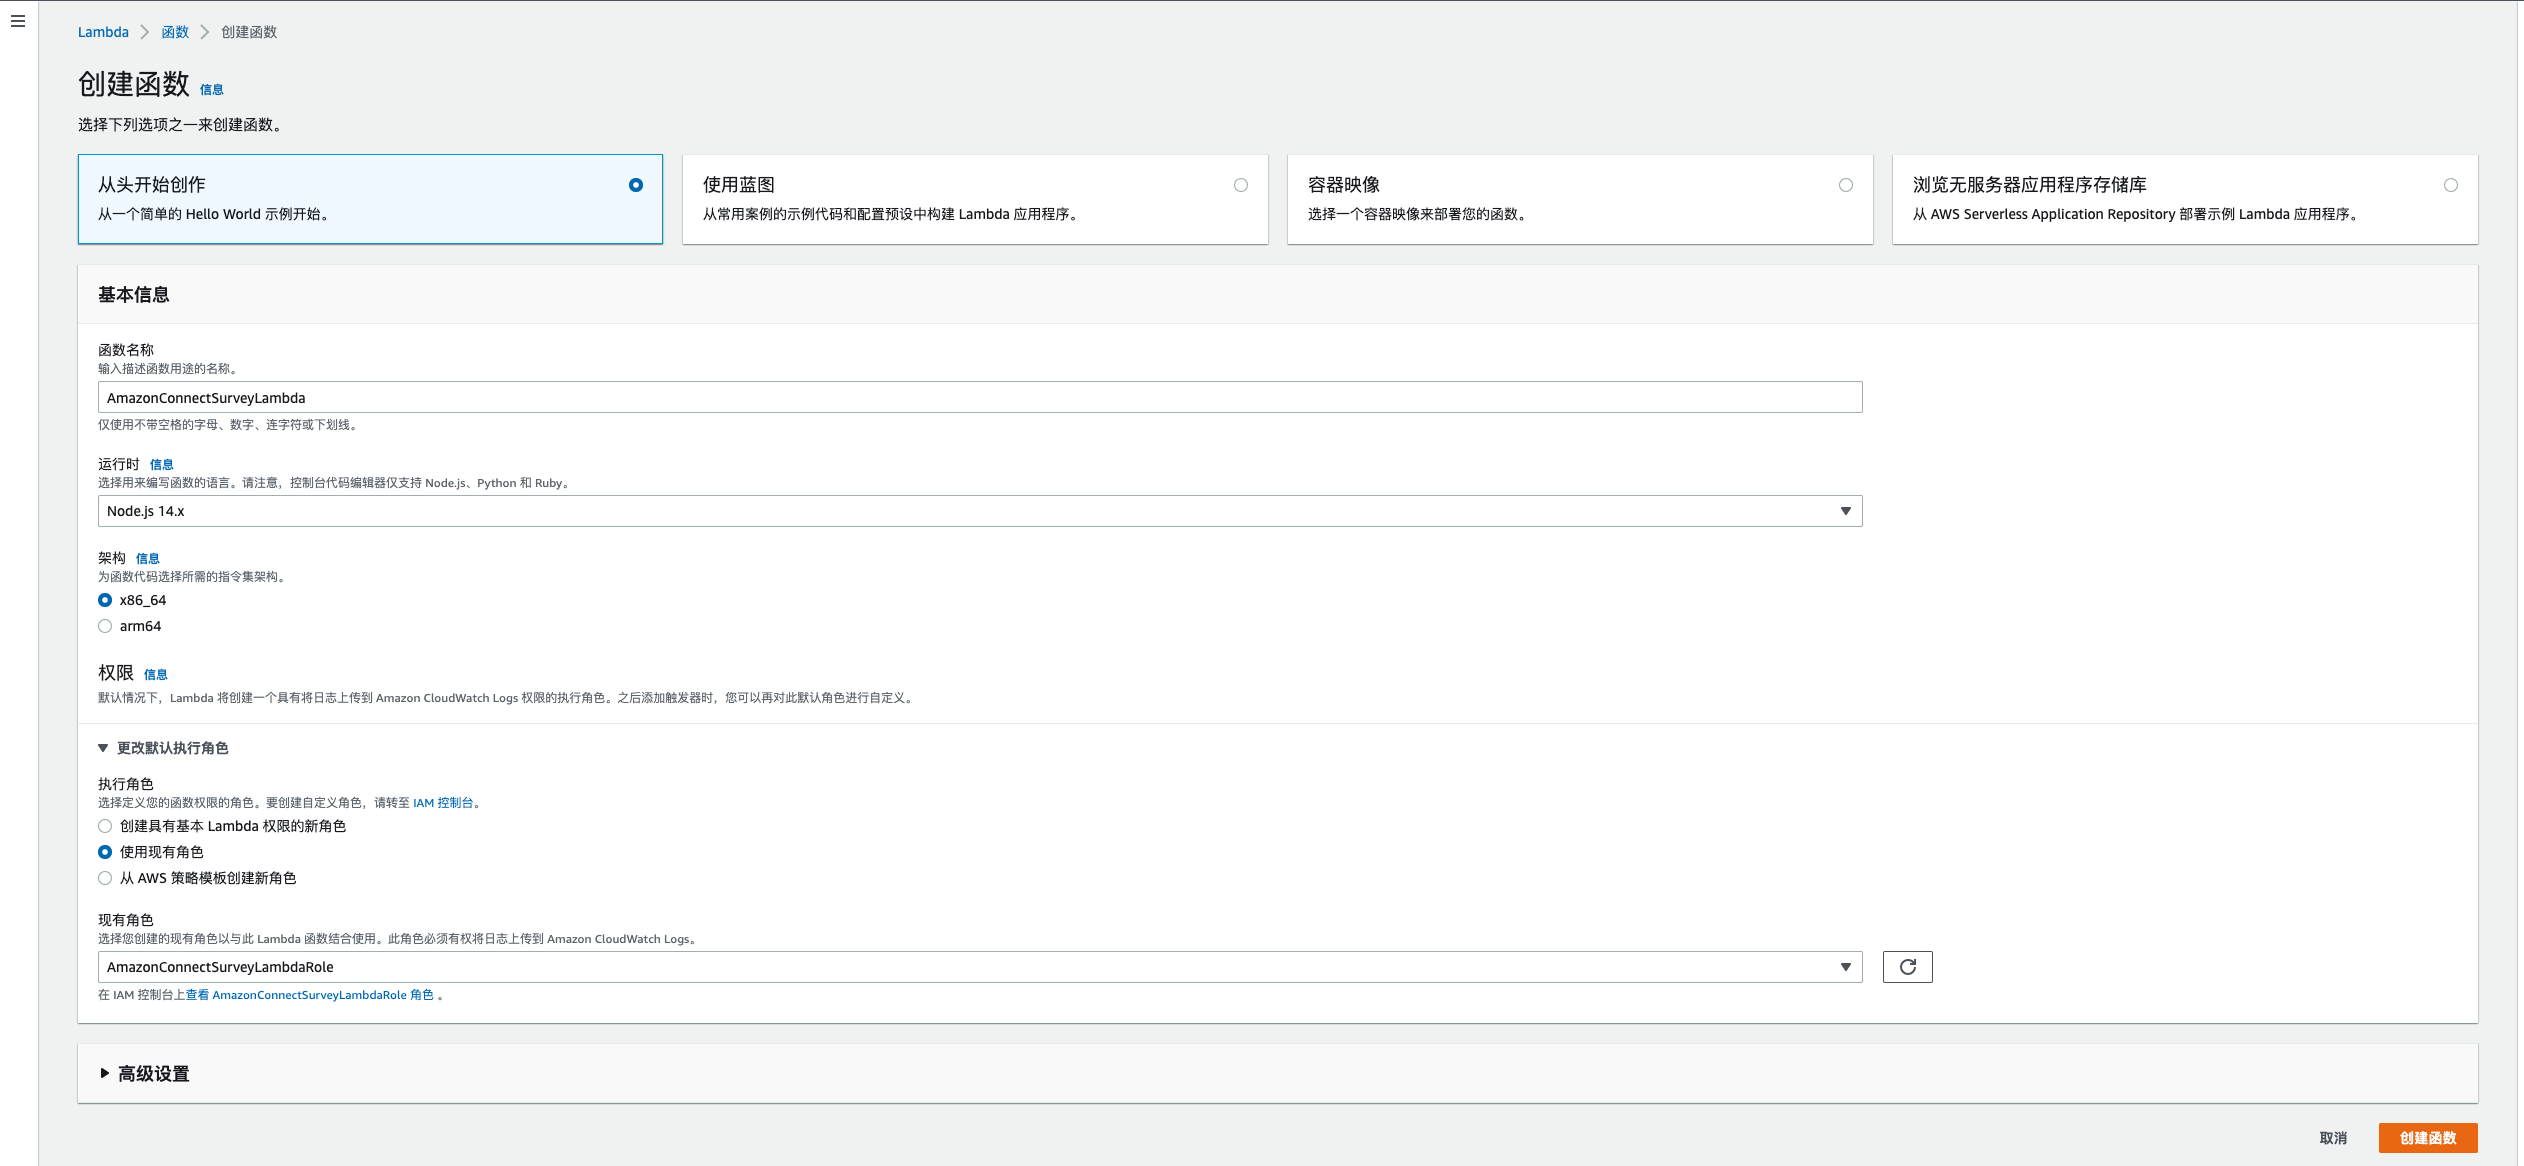 Lambda > 函数 > 创建函数
创建函数 信息
选择下列选项之一来创建函数。
从头开始创作
从一个简单的 Hello World 示例开始。
使用蓝图
从常用案例的示例代码和配置预设中构建 Lambda 应用程序。
容器映像
选择一个容器映像来部署您的函数。
浏览无服务器应用程序存储库
从 AWS Serverless Application Repository 部署示例 Lambda 应用程序。
基本信息
函数名称
输入描述函数用途的名称。
AmazonConnectSurveyLambda
仅使用不带空格的字母、数字、连字符或下划线。
运行时 信息
选择用来编写函数的语言。请注意，控制台代码编辑器仅支持 Node.js、Python 和 Ruby。
Node.js 14.x
架构 信息
为函数代码选择所需的指令集架构。
x86_64
arm64
权限 信息
默认情况下，Lambda 将创建一个具有将日志上传到 Amazon CloudWatch Logs 权限的执行角色。之后添加触发器时，您可以再对此默认角色进行自定义。
更改默认执行角色
执行角色
选择定义您的函数权限的角色。要创建自定义角色，请转至 IAM 控制台。
创建具有基本 Lambda 权限的新角色
使用现有角色
从 AWS 策略模板创建新角色
现有角色
选择您创建的现有角色以与此 Lambda 函数结合使用。此角色必须有权将日志上传到 Amazon CloudWatch Logs。
AmazonConnectSurveyLambdaRole
在 IAM 控制台上查看 AmazonConnectSurveyLambdaRole 角色 。
高级设置
取消
创建函数